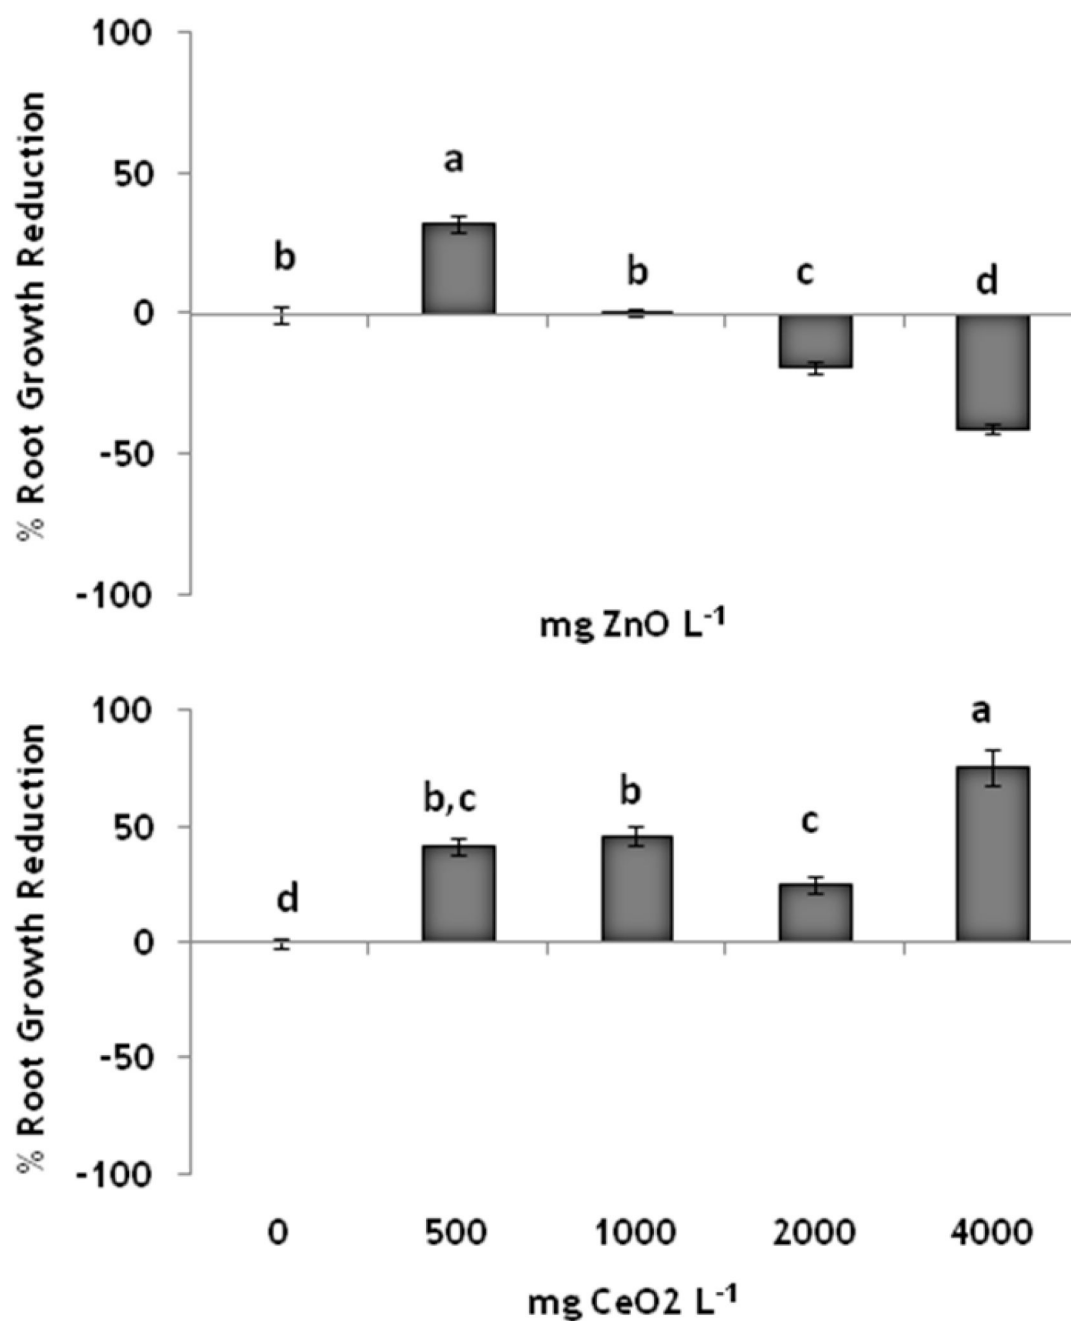 % Root Growth Reduction
100
50
0
-50
-100
b
a
b
c
d
mg ZnO L⁻¹
% Root Growth Reduction
100
50
0
-50
-100
d
b,c
b
c
a
0 500 1000 2000 4000
mg CeO2 L⁻¹